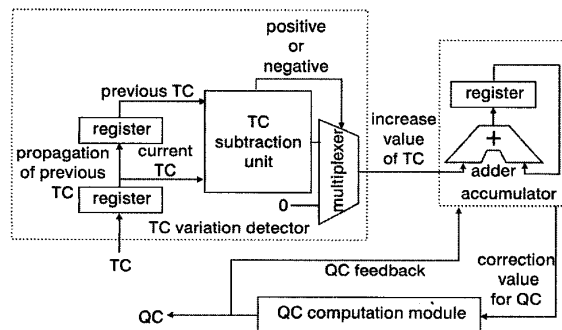 positive
or
negative
previous TC
register
TC
subtraction
unit
register
propagation
of previous
TC
current
TC
register
multiplexer
increase
value
of TC
+
adder
accumulator
0
TC variation detector
TC
QC feedback
correction
value
for QC
QC
QC computation module